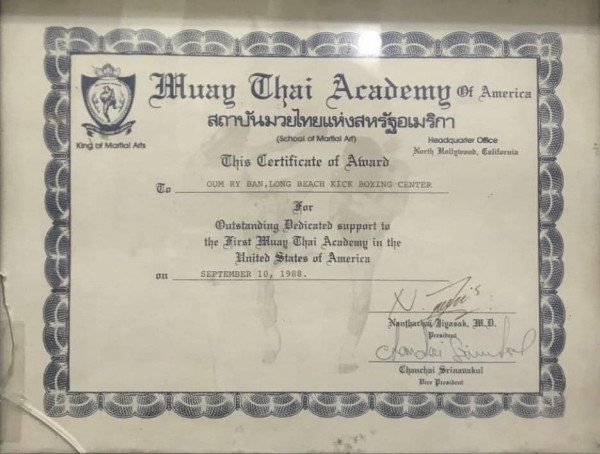 Muay Thai Academy Of America
สถาบันมวยไทยแห่งสหรัฐอเมริกา
(School of Martial Art)
King of Martial Arts
Headquarter Office
North Hollywood, California
This Certificate of Award
To OUM RY BAN,LONG BEACH KICK BOXING CENTER
For
Outstanding Dedicated support to
the First Muay Thai Academy in the
United States of America
on SEPTEMBER 10, 1988.
Nanthachai Jiyasuk, M.D.
President
Chanchai Srinawakul
Vice President